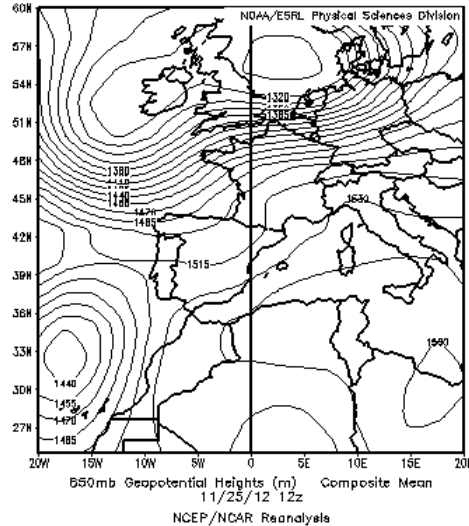 NOAA/ESRL Physical Sciences Division
60N
57N
54N
51N
48N
45N
42N
39N
36N
33N
30N
27N
1320
1365
1380
1440
1470
1485
1515
1530
1440
1455
1470
1485
20W
15W
10W
5W
0
5E
10E
15E
20E
850mb Geopotential Heights (m) Composite Mean
11/25/12 12z
NCEP/NCAR Reanalysis